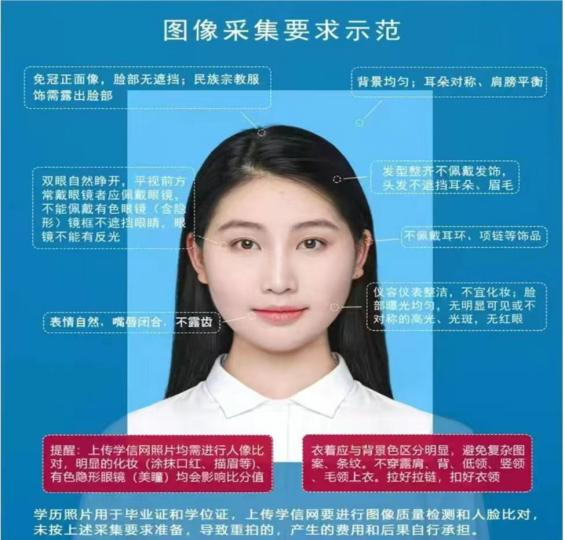 图像采集要求示范
免冠正面像，脸部无遮挡；民族宗教服
饰需露出脸部
背景均匀；耳朵对称、肩膀平衡
双眼自然睁开，平视前方
常戴眼镜者应佩戴眼镜，
不能佩戴有色眼镜（含隐
形）镜框不遮挡眼睛，眼
镜不能有反光
发型整齐不佩戴发饰，
头发不遮挡耳朵、眉毛
不佩戴耳环、项链等饰品
仪容仪表整洁，不宜化妆；脸
部曝光均匀，无明显可见或不
对称的高光、光斑，无红眼
表情自然，嘴唇闭合，不露齿
提醒：上传学信网照片均需进行人像比
对，明显的化妆（涂抹口红、描眉等）、
有色隐形眼镜（美瞳）均会影响比分值
衣着应与背景色区分明显，避免复杂图
案、条纹。不穿露肩、背、低领、竖领
、毛领上衣。拉好拉链，扣好衣领
学历照片用于毕业证和学位证，上传学信网要进行图像质量检测和人脸比对，
未按上述采集要求准备，导致重拍的，产生的费用和后果自行承担。